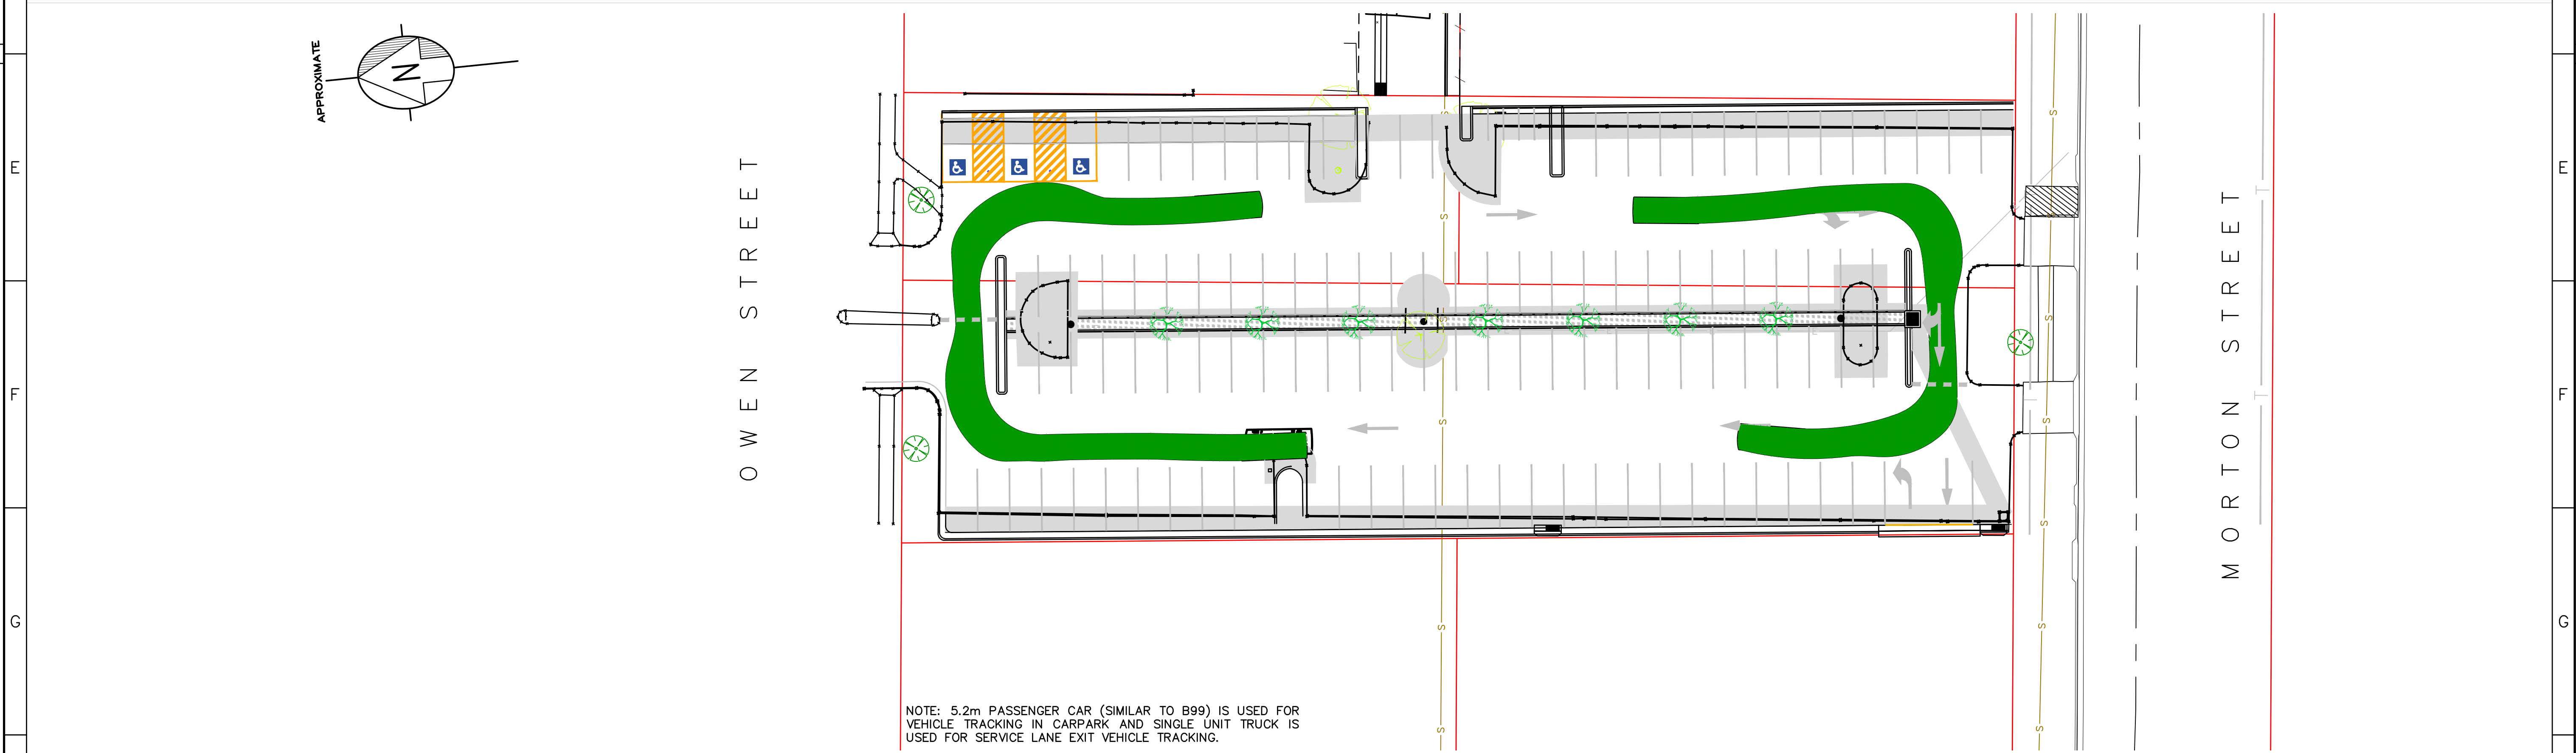 APPROXIMATE
N
E
E
OWEN STREET
MORTON STREET
S
S
S
S
S
S
S
S
S
S
T
T
T
F
F
G
G
NOTE: 5.2m PASSENGER CAR (SIMILAR TO B99) IS USED FOR
VEHICLE TRACKING IN CARPARK AND SINGLE UNIT TRUCK IS
USED FOR SERVICE LANE EXIT VEHICLE TRACKING.